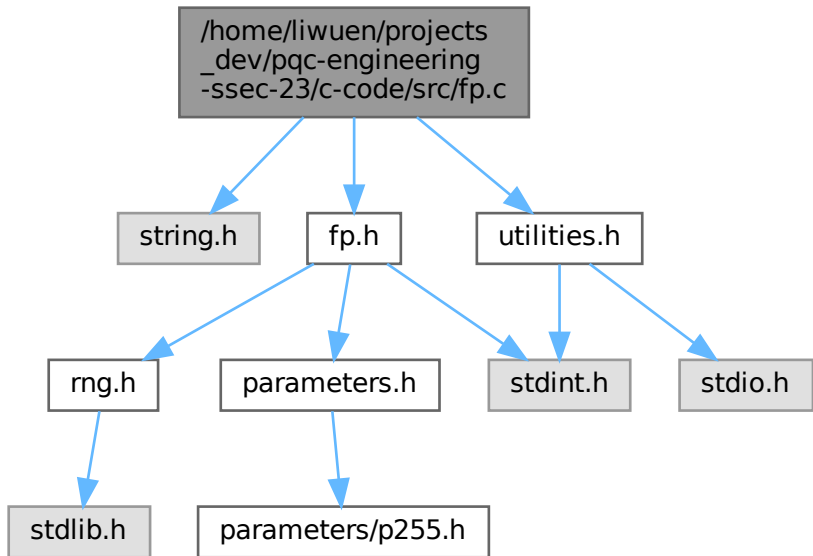 /home/liwuen/projects
_dev/pqc-engineering
-ssec-23/c-code/src/fp.c
string.h
fp.h
utilities.h
rng.h
parameters.h
stdint.h
stdio.h
stdlib.h
parameters/p255.h